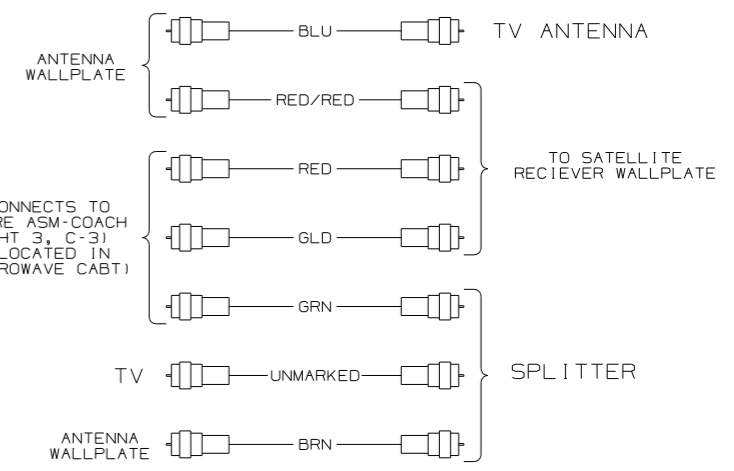 BLU
TV ANTENNA
ANTENNA
WALLPLATE
RED/RED
RED
TO SATELLITE
RECIEVER WALLPLATE
TO
ASM-COACH
3, C-3)
LOCATED IN
CABT)
GLD
GRN
TV
UNMARKED
SPLITTER
ANTENNA
WALLPLATE
BRN